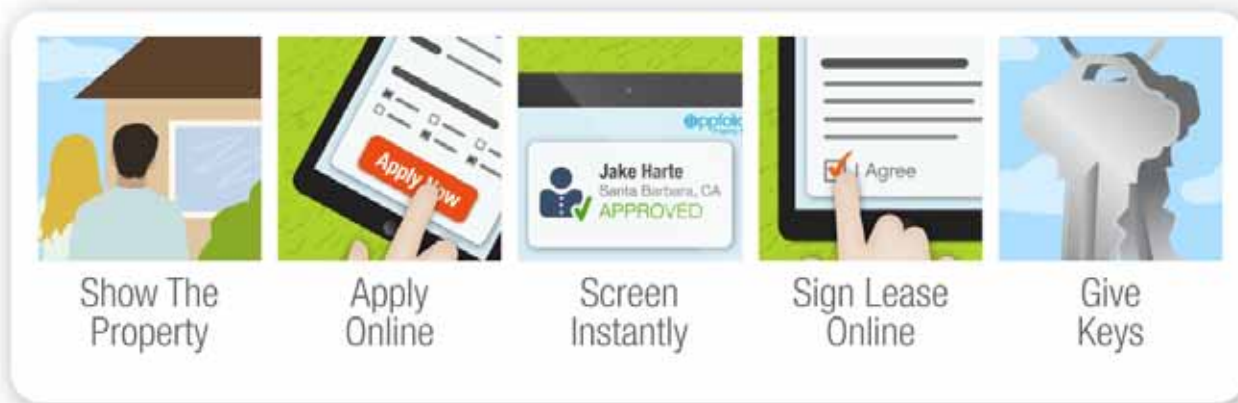 Apply Now
appfolio
Jake Harte
Santa Barbara, CA
APPROVED
I Agree
Show The
Property
Apply
Online
Screen
Instantly
Sign Lease
Online
Give
Keys